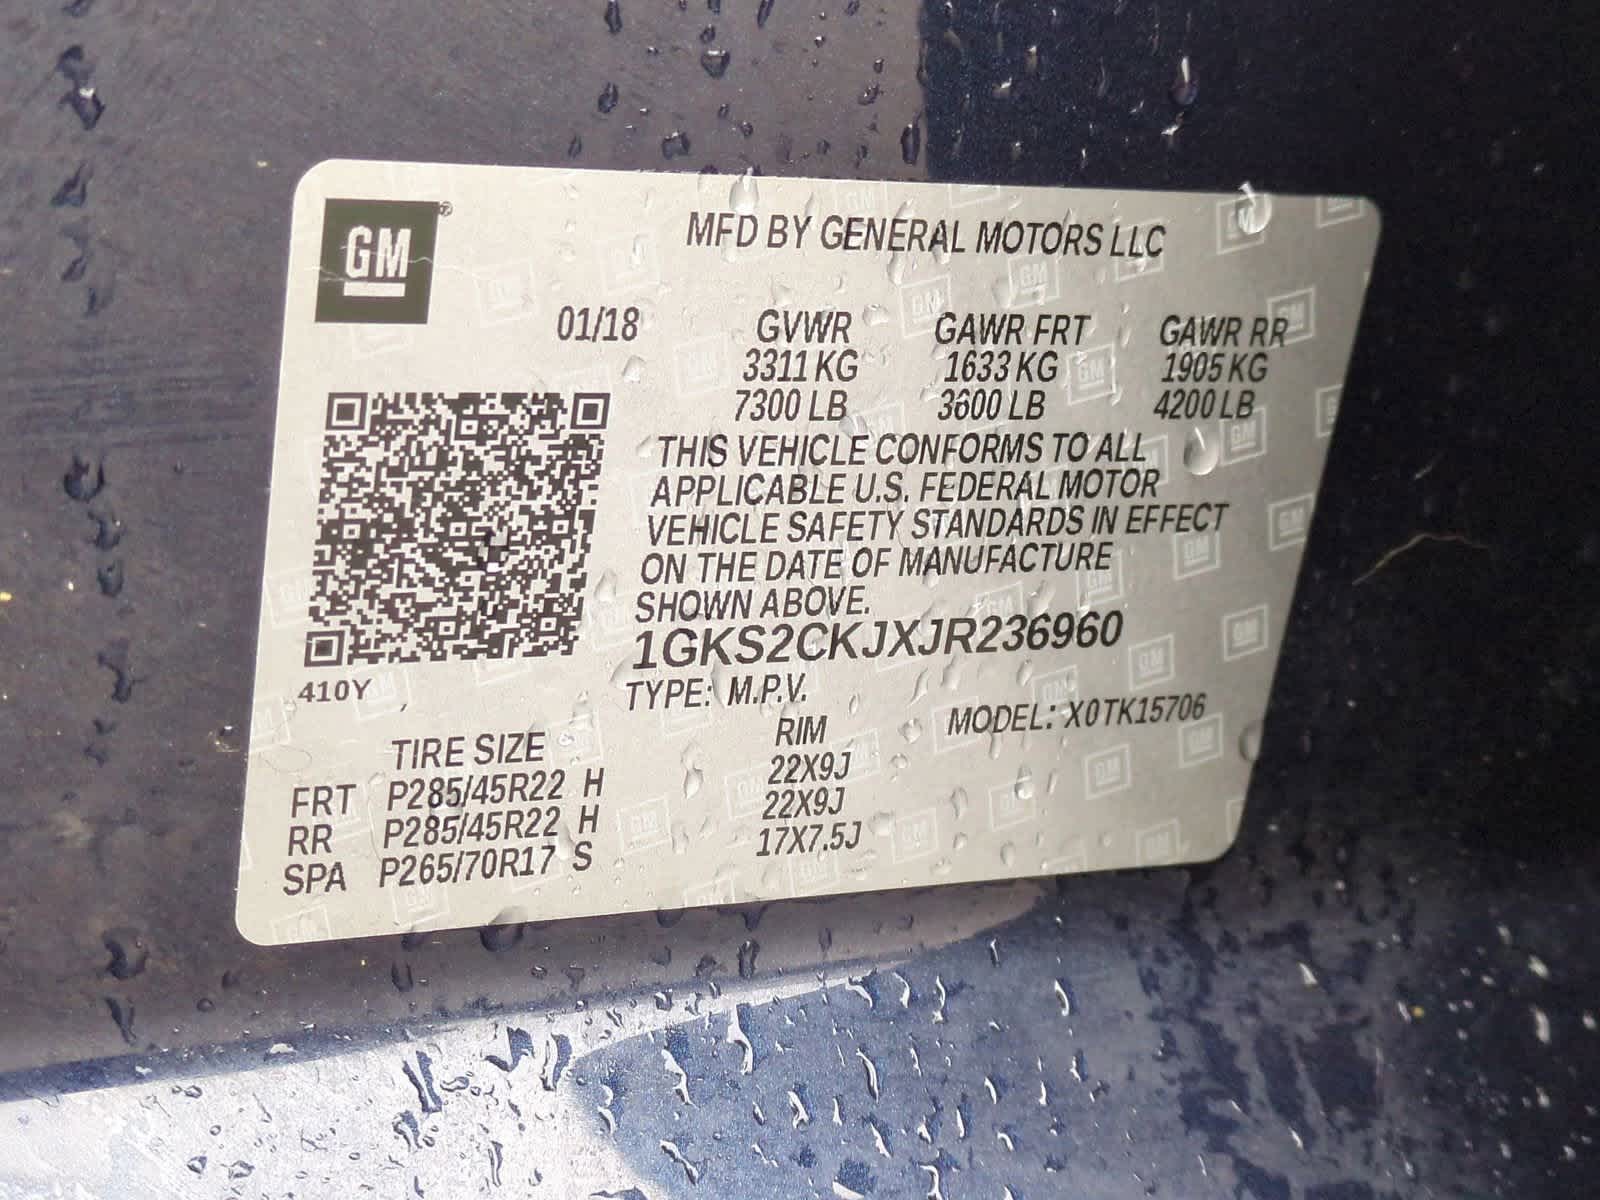 GM
MFD BY GENERAL MOTORS LLC
01/18 GVWR GAWR FRT GAWR RR
3311 KG 1633 KG 1905 KG
7300 LB 3600 LB 4200 LB
THIS VEHICLE CONFORMS TO ALL
APPLICABLE U.S. FEDERAL MOTOR
VEHICLE SAFETY STANDARDS IN EFFECT
ON THE DATE OF MANUFACTURE
SHOWN ABOVE.
1GKS2CKJXJR236960
410Y
TYPE: M.P.V. MODEL: X0TK15706
TIRE SIZE RIM
FRT P285/45R22 H 22X9J
RR P285/45R22 H 22X9J
SPA P265/70R17 S 17X7.5J